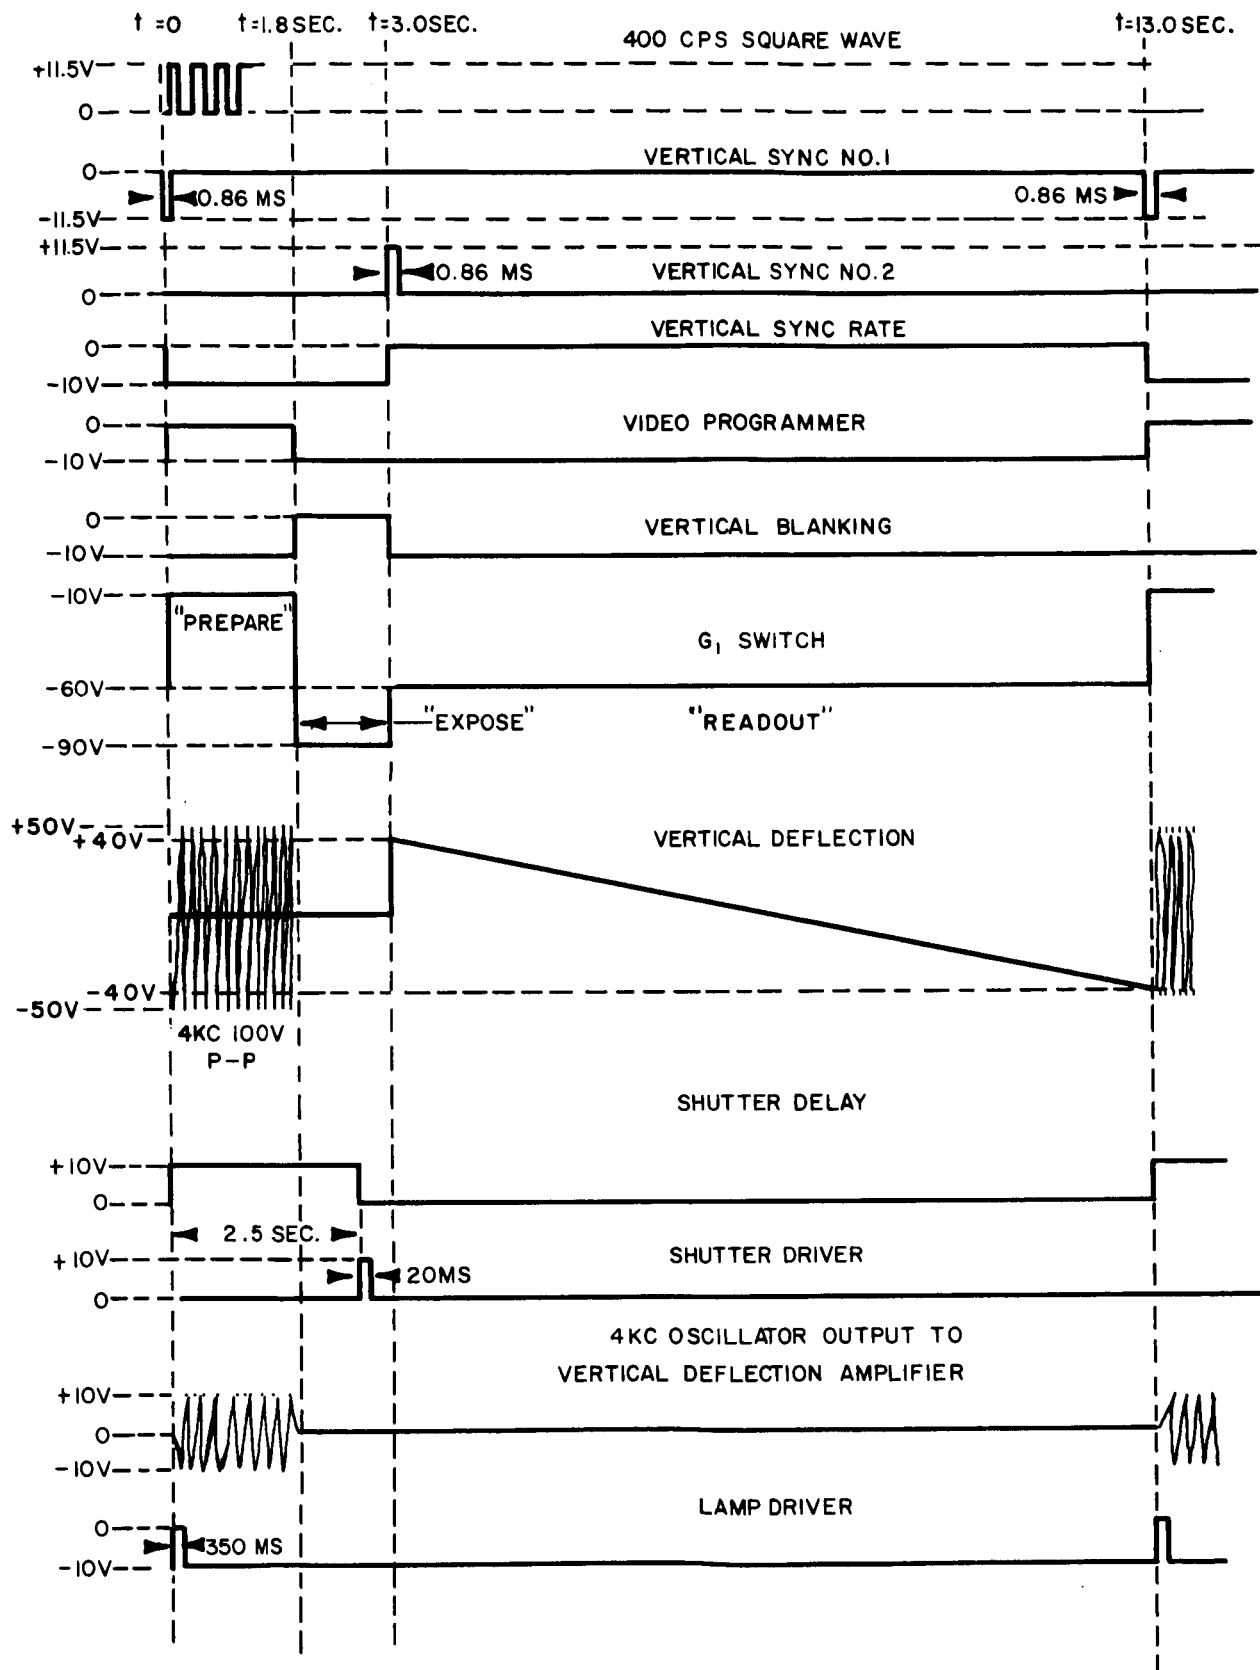 t =0 t=1.8 SEC. t=3.0SEC. t=13.0 SEC.
400 CPS SQUARE WAVE
+11.5V
0
VERTICAL SYNC NO.1
0
0.86 MS 0.86 MS
-11.5V
+11.5V
0.86 MS VERTICAL SYNC NO.2
0
VERTICAL SYNC RATE
0
-10V
VIDEO PROGRAMMER
0
-10V
0
VERTICAL BLANKING
-10V
-10V
"PREPARE"
G1 SWITCH
-60V
"EXPOSE" "READOUT"
-90V
+50V
+40V VERTICAL DEFLECTION
-40V
-50V
4KC 100V
P-P
SHUTTER DELAY
+10V
0
2.5 SEC.
SHUTTER DRIVER
+10V
20MS
0
4KC OSCILLATOR OUTPUT TO
VERTICAL DEFLECTION AMPLIFIER
+10V
0
-10V
LAMP DRIVER
0
350 MS
-10V